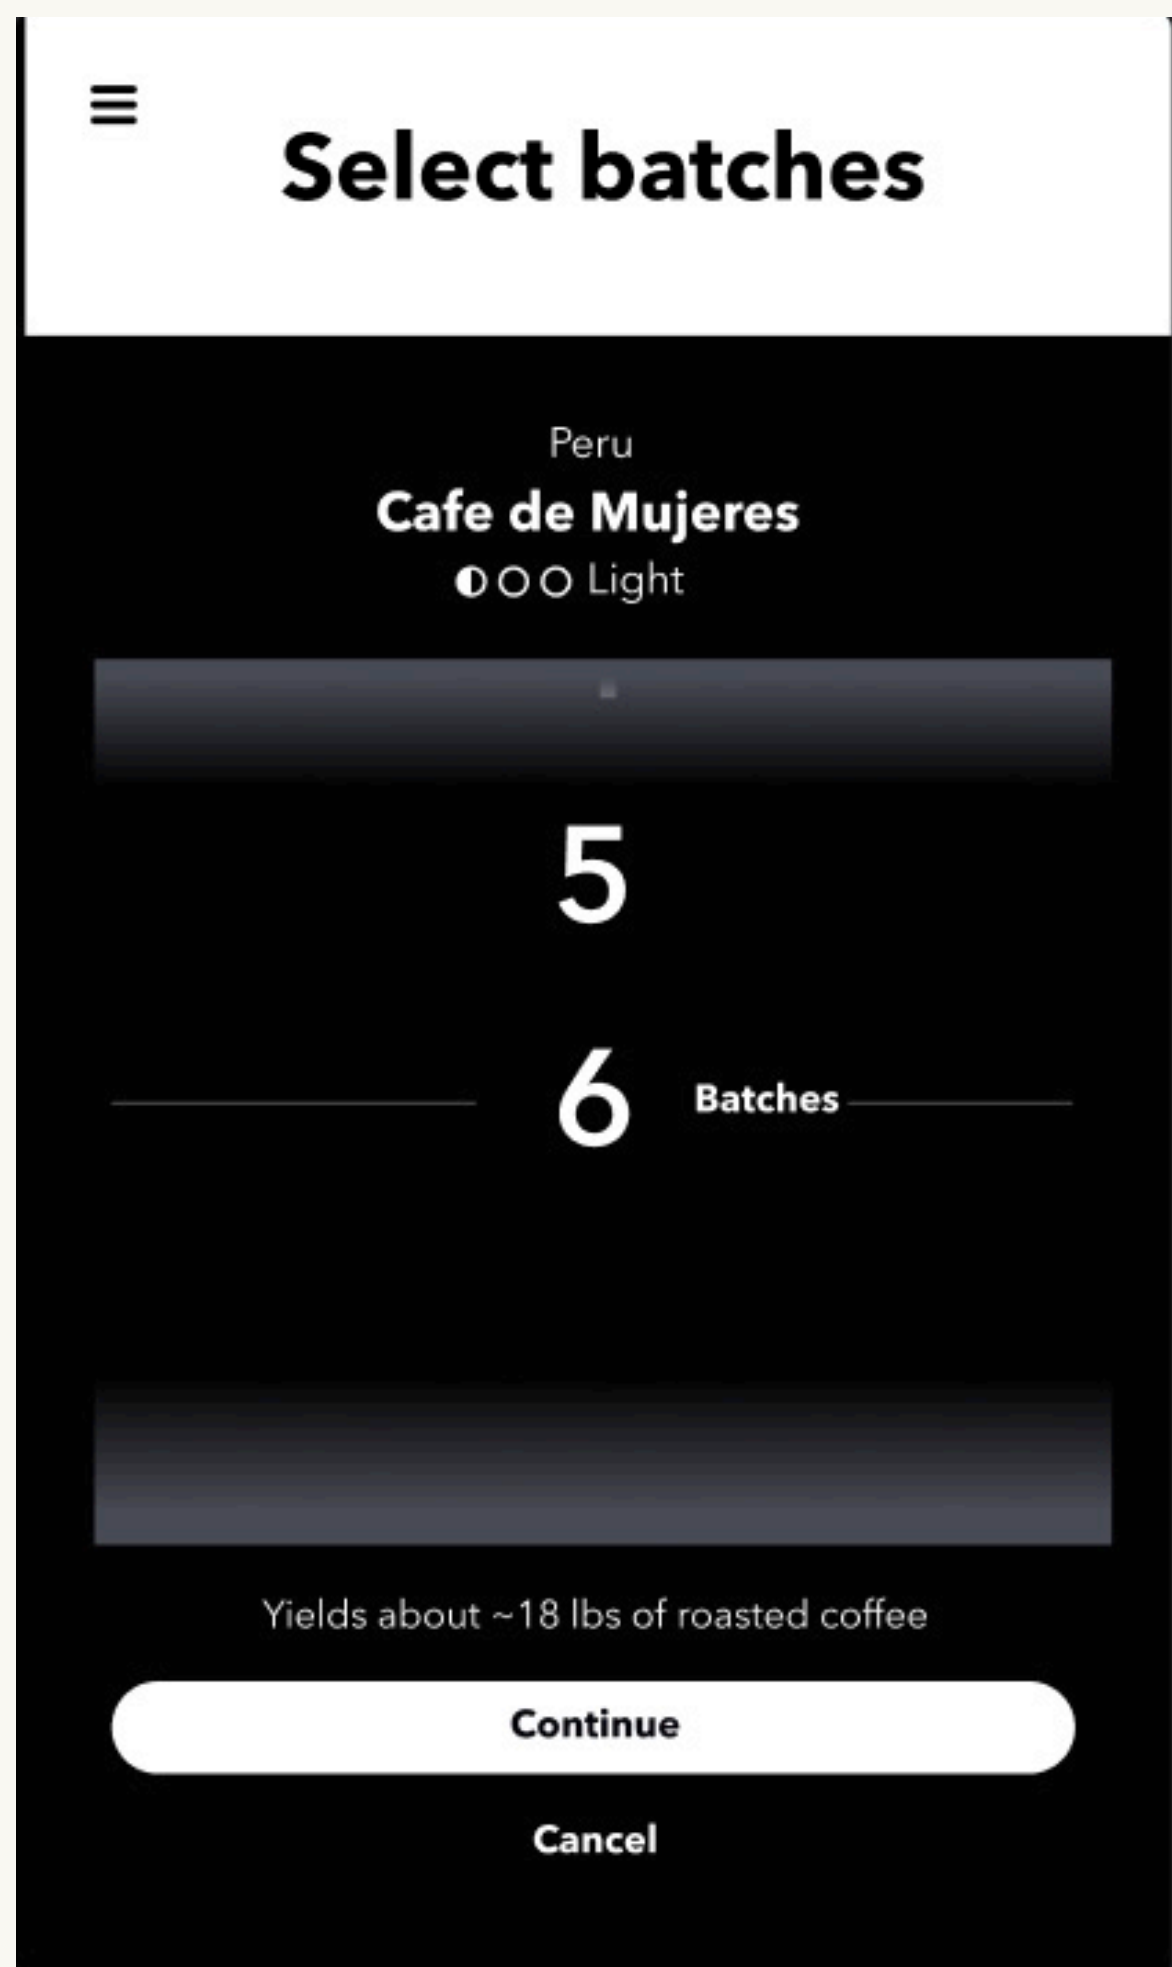 Select batches
Peru
Cafe de Mujeres
Light
5
6 Batches
Yields about ~18 lbs of roasted coffee
Continue
Cancel